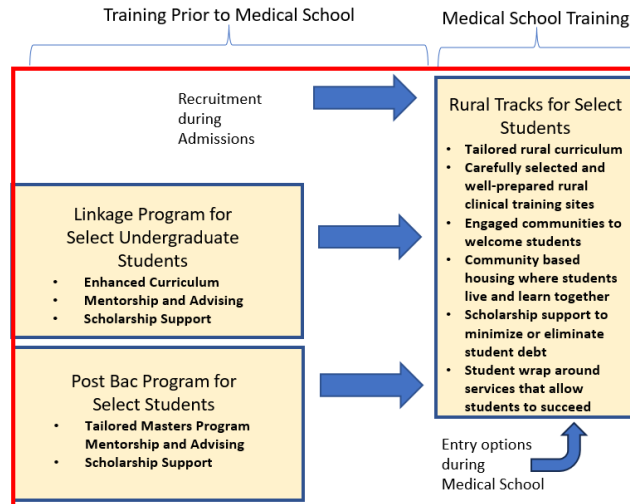 Training Prior to Medical School
Medical School Training
Recruitment
during
Admissions
Rural Tracks for Select
Students
• Tailored rural curriculum
• Carefully selected and
well-prepared rural
clinical training sites
• Engaged communities to
welcome students
• Community based
housing where students
live and learn together
• Scholarship support to
minimize or eliminate
student debt
• Student wrap around
services that allow
students to succeed
Linkage Program for
Select Undergraduate
Students
• Enhanced Curriculum
• Mentorship and Advising
• Scholarship Support
Post Bac Program for
Select Students
• Tailored Masters Program
Mentorship and Advising
• Scholarship Support
Entry options
during
Medical School